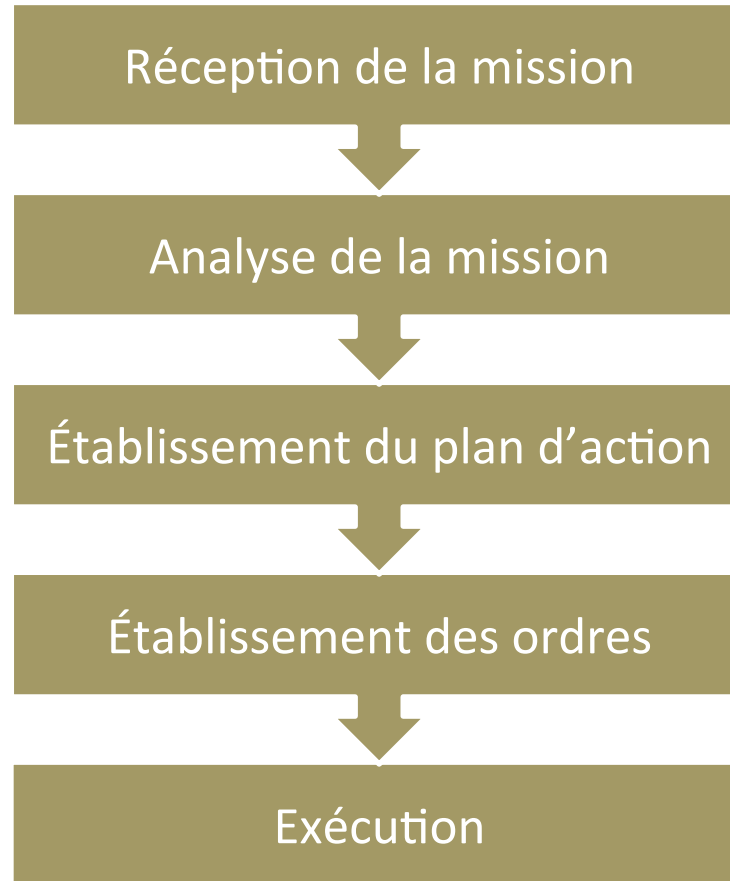 Réception de la mission
Analyse de la mission
Établissement du plan d’action
Établissement des ordres
Exécution